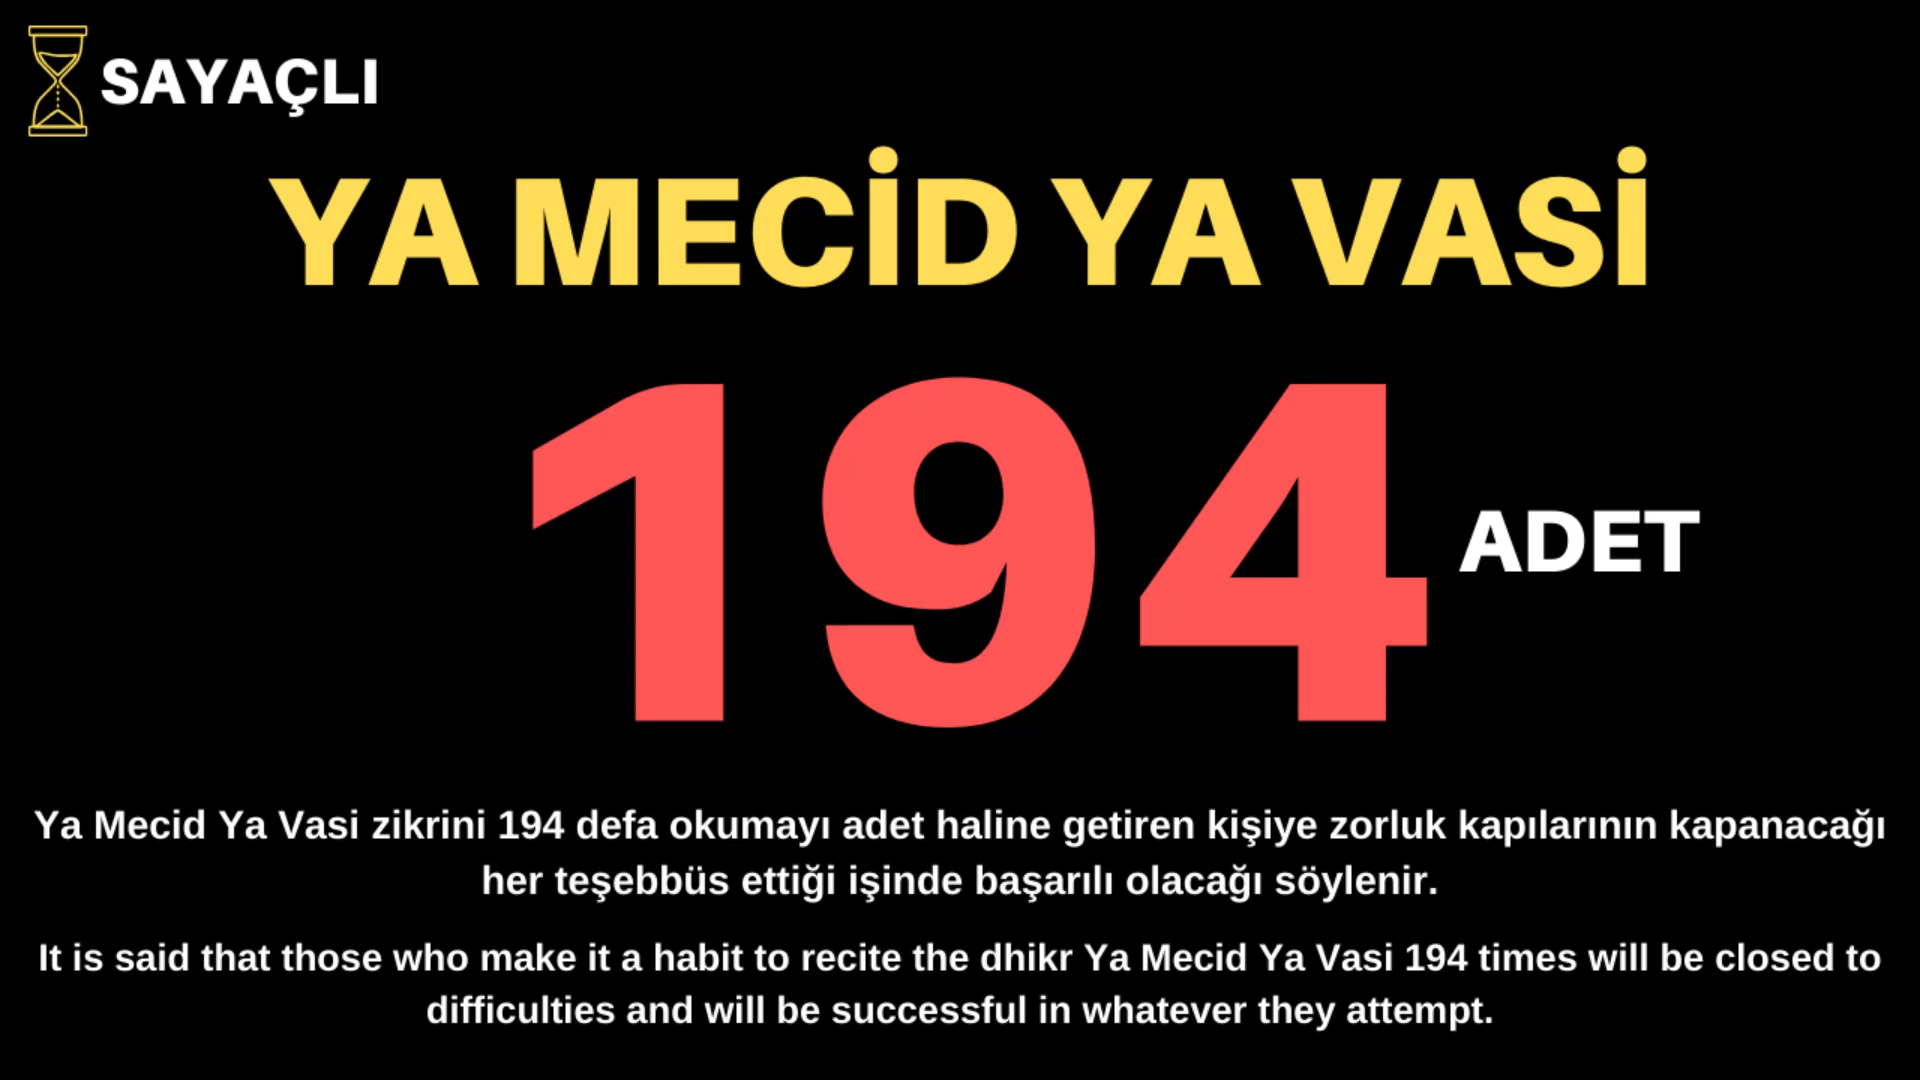 SAYAÇLI
YA MECİD YA VASİ
194
ADET
Ya Mecid Ya Vasi zikrini 194 defa okumayı adet haline getiren kişiye zorluk kapılarının kapanacağı
her teşebbüs ettiği işinde başarılı olacağı söylenir.
It is said that those who make it a habit to recite the dhikr Ya Mecid Ya Vasi 194 times will be closed to
difficulties and will be successful in whatever they attempt.